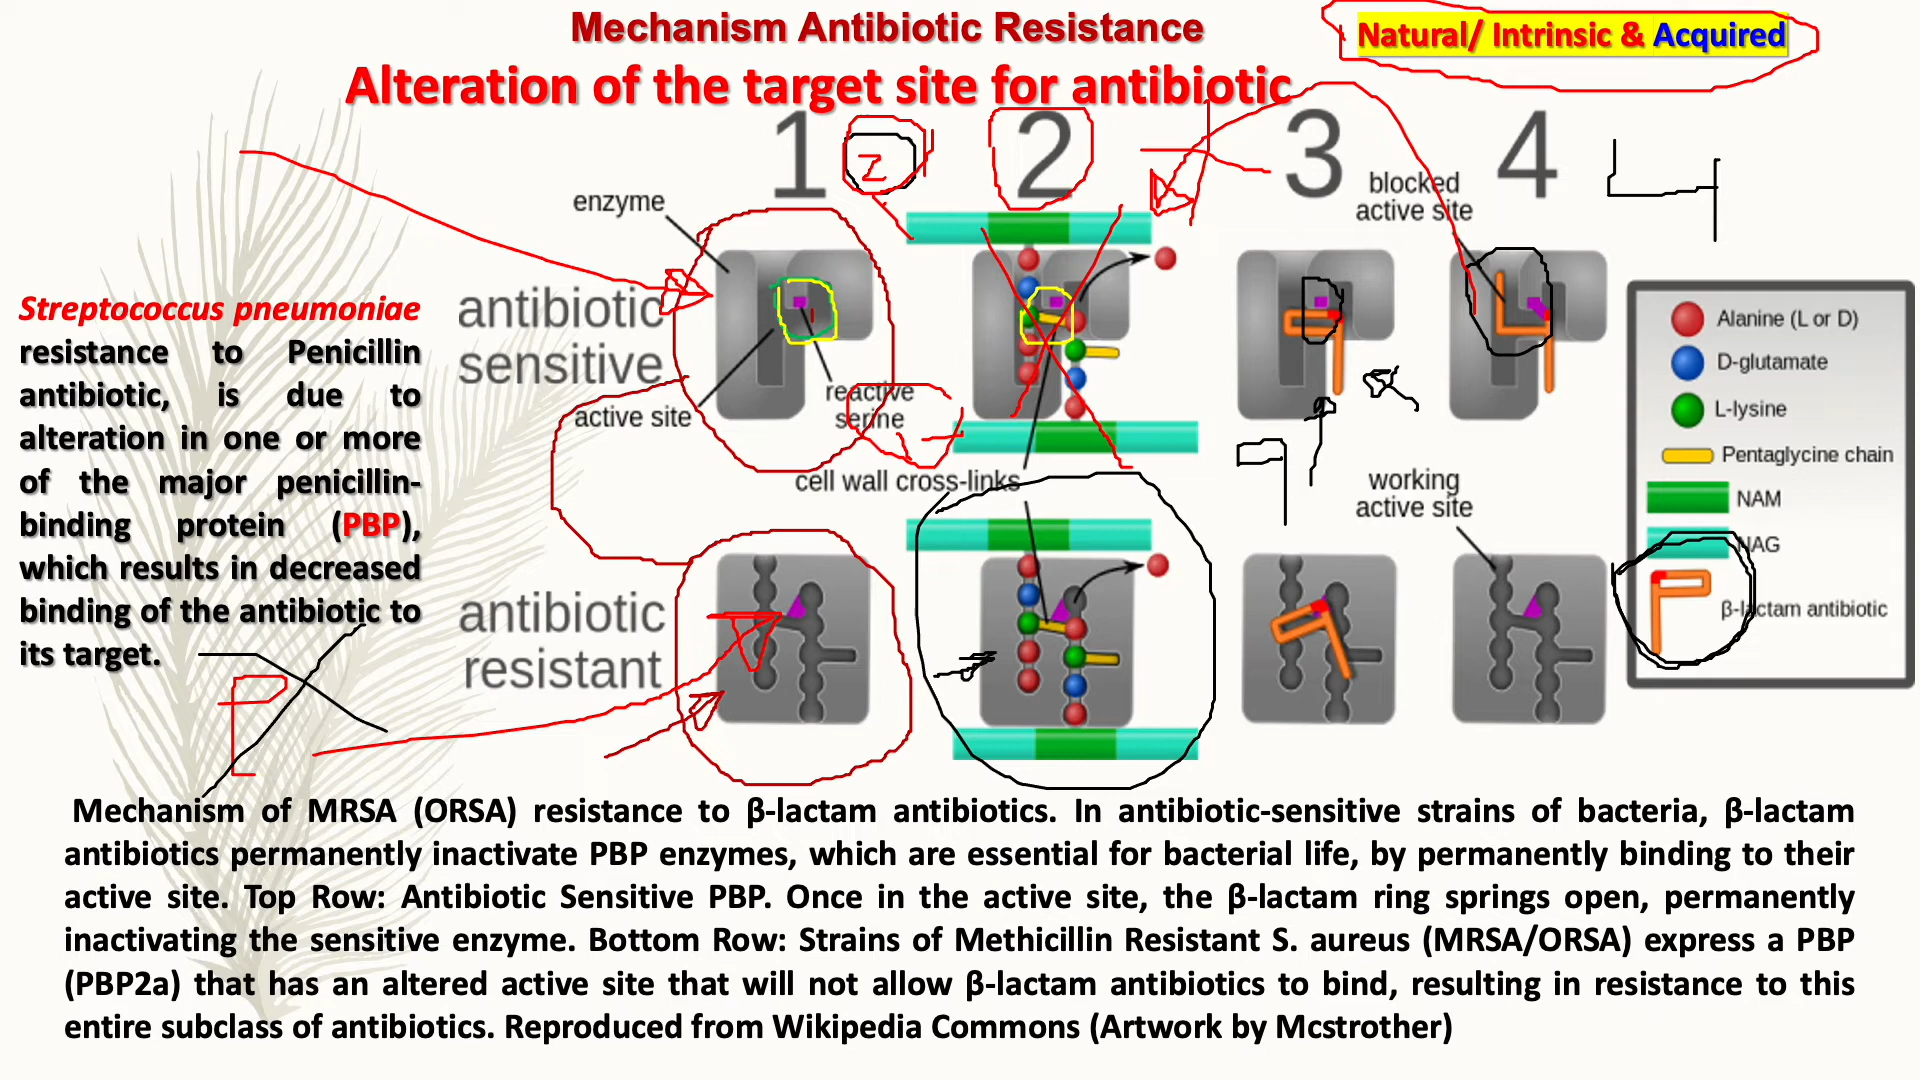 Mechanism Antibiotic Resistance
Natural/ Intrinsic & Acquired
Alteration of the target site for antibiotic
1
2
2
3
4
enzyme
blocked
active site
antibiotic
sensitive
active site
reactive
serine
cell wall cross-links
working
active site
antibiotic
resistant
Streptococcus pneumoniae
resistance to Penicillin
antibiotic, is due to
alteration in one or more
of the major penicillin-
binding protein (PBP),
which results in decreased
binding of the antibiotic to
its target.
Alanine (L or D)
D-glutamate
L-lysine
Pentaglycine chain
NAM
NAG
β-lactam antibiotic
Mechanism of MRSA (ORSA) resistance to β-lactam antibiotics. In antibiotic-sensitive strains of bacteria, β-lactam
antibiotics permanently inactivate PBP enzymes, which are essential for bacterial life, by permanently binding to their
active site. Top Row: Antibiotic Sensitive PBP. Once in the active site, the β-lactam ring springs open, permanently
inactivating the sensitive enzyme. Bottom Row: Strains of Methicillin Resistant S. aureus (MRSA/ORSA) express a PBP
(PBP2a) that has an altered active site that will not allow β-lactam antibiotics to bind, resulting in resistance to this
entire subclass of antibiotics. Reproduced from Wikipedia Commons (Artwork by Mcstrother)